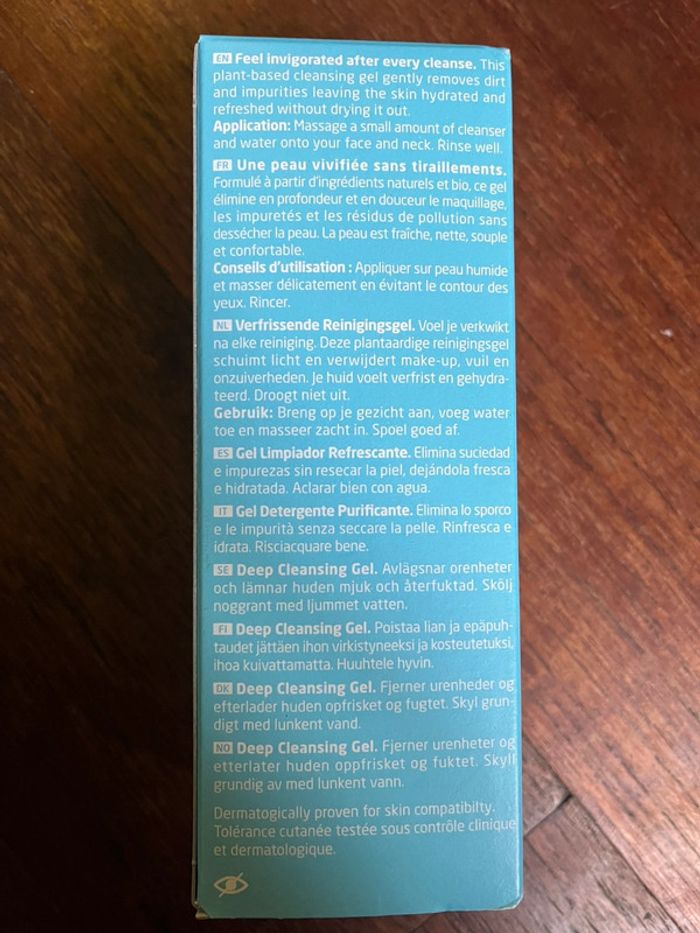 EN Feel invigorated after every cleanse. This
plant-based cleansing gel gently removes dirt
and impurities leaving the skin hydrated and
refreshed without drying it out.
Application: Massage a small amount of cleanser
and water onto your face and neck. Rinse well.
FR Une peau vivifiée sans tiraillements.
Formulé à partir d'ingrédients naturels et bio, ce gel
élimine en profondeur et en douceur le maquillage,
les impuretés et les résidus de pollution sans
dessécher la peau. La peau est fraîche, nette, souple
et confortable.
Conseils d'utilisation : Appliquer sur peau humide
et masser délicatement en évitant le contour des
yeux. Rincer.
NL Verfrissende Reinigingsgel. Voel je verkwikt
na elke reiniging. Deze plantaardige reinigingsgel
schuimt licht en verwijdert make-up, vuil en
onzuiverheden. Je huid voelt verfrist en gehydra-
teerd. Droogt niet uit.
Gebruik: Breng op je gezicht aan, voeg water
toe en masseer zacht in. Spoel goed af.
ES Gel Limpiador Refrescante. Elimina suciedad
e impurezas sin resecar la piel, dejándola fresca
e hidratada. Aclarar bien con agua.
IT Gel Detergente Purificante. Elimina lo sporco
e le impurità senza seccare la pelle. Rinfresca e
idrata. Risciacquare bene.
SE Deep Cleansing Gel. Avlägsnar orenheter
och lämnar huden mjuk och återfuktad. Skölj
noggrant med ljummet vatten.
FI Deep Cleansing Gel. Poistaa lian ja epäpuh-
taudet jättäen ihon virkistyneeksi ja kosteutetuksi,
ihoa kuivattamatta. Huuhtele hyvin.
DK Deep Cleansing Gel. Fjerner urenheder og
efterlader huden opfrisket og fugtet. Skyl grun-
digt med lunkent vand.
NO Deep Cleansing Gel. Fjerner urenheter og
etterlater huden oppfrisket og fuktet. Skyll
grundig av med lunkent vann.
Dermatogically proven for skin compatibilty.
Tolérance cutanée testée sous contrôle clinique
et dermatologique.